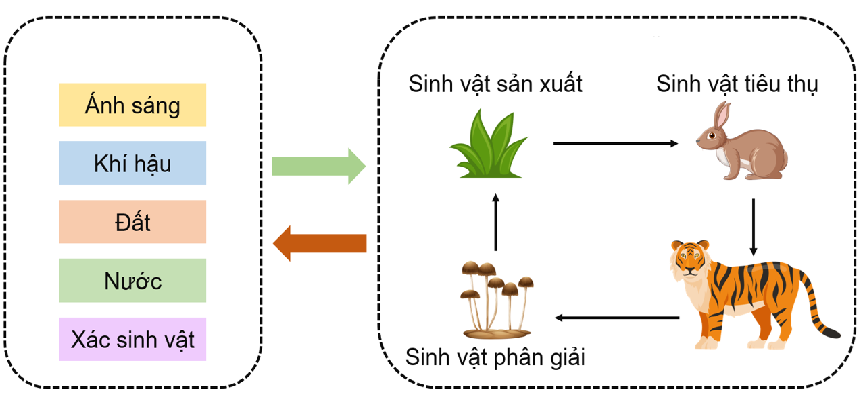 Ánh sáng
Khí hậu
Đất
Nước
Xác sinh vật
Sinh vật sản xuất
Sinh vật tiêu thụ
Sinh vật phân giải